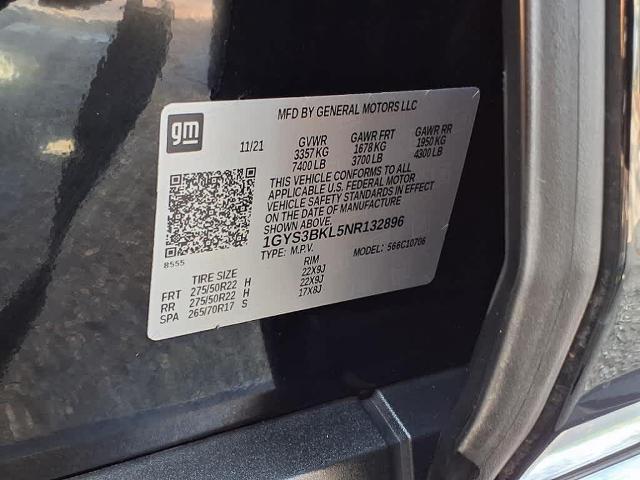 MFD BY GENERAL MOTORS LLC
gm
11/21 GVWR GAWR FRT GAWR RR
3357 KG 1678 KG 1950 KG
7400 LB 3700 LB 4300 LB
THIS VEHICLE CONFORMS TO ALL
APPLICABLE U.S. FEDERAL MOTOR
VEHICLE SAFETY STANDARDS IN EFFECT
ON THE DATE OF MANUFACTURE
SHOWN ABOVE.
1GYS3BKL5NR132896
TYPE: M.P.V. MODEL: 566C10706
8555
TIRE SIZE RIM
FRT 275/50R22 H 22X9J
RR 275/50R22 H 22X9J
SPA 265/70R17 S 17X8J